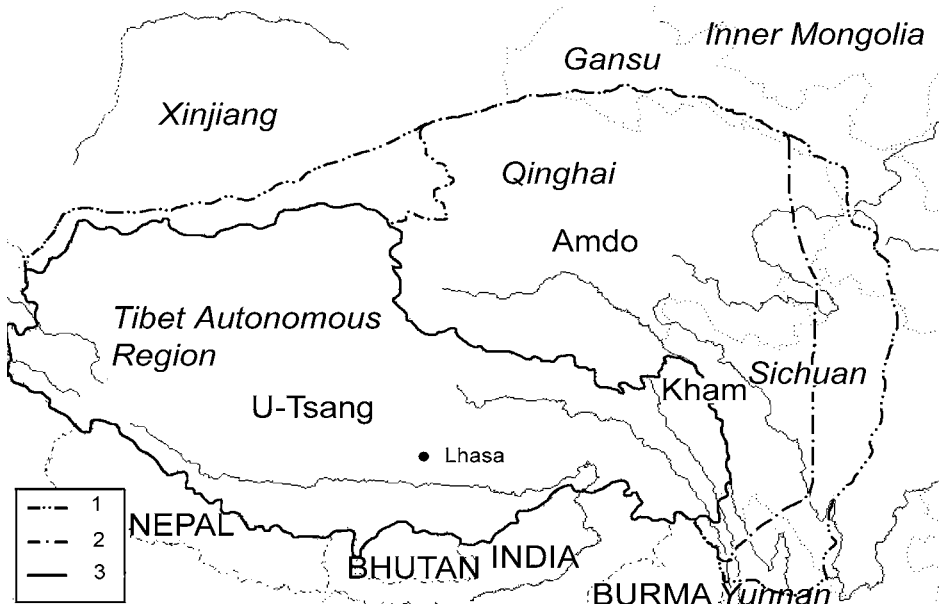 Inner Mongolia
Gansu
Xinjiang
Qinghai
Amdo
Tibet Autonomous
Region
Sichuan
Kham
U-Tsang
Lhasa
1
2
3
NEPAL
BHUTAN
INDIA
BURMA
Yunnan